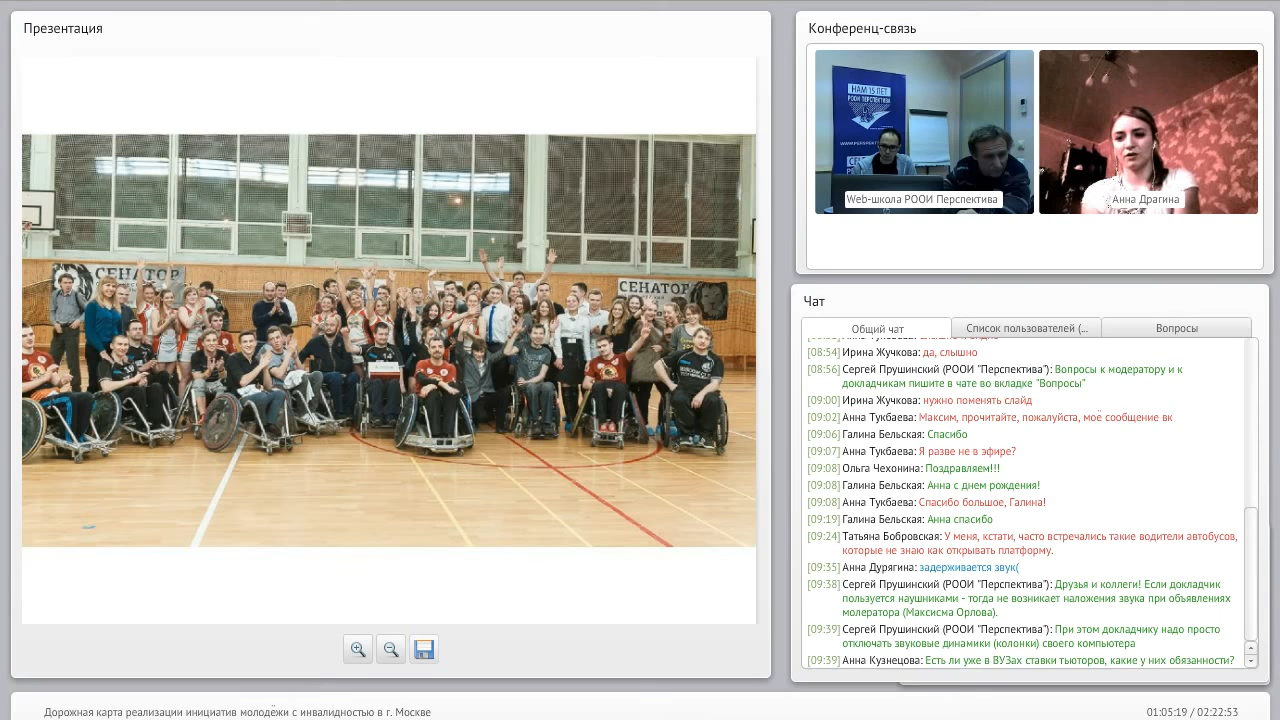 Презентация
СЕНАТОР
СЕНАТОР
14
Конференц-связь
НАМ 15 ЛЕТ
РООИ ПЕРСПЕКТИВА
Web-школа РООИ Перспектива
Анна Драгина
Чат
Общий чат
Список пользователей (...
Вопросы
[08:54] Ирина Жучкова: да, слышно
[08:56] Сергей Прушинский (РООИ "Перспектива"): Вопросы к модератору и к
докладчикам пишите в чате во вкладке "Вопросы"
[09:00] Ирина Жучкова: нужно поменять слайд
[09:02] Анна Тукбаева: Максим, прочитайте, пожалуйста, моё сообщение вк
[09:06] Галина Бельская: Спасибо
[09:07] Анна Тукбаева: Я разве не в эфире?
[09:08] Ольга Чехонина: Поздравляем!!!
[09:08] Галина Бельская: Анна с днем рождения!
[09:08] Анна Тукбаева: Спасибо большое, Галина!
[09:19] Галина Бельская: Анна спасибо
[09:24] Татьяна Бобровская: У меня, кстати, часто встречались такие водители автобусов,
которые не знаю как открывать платформу.
[09:35] Анна Дурягина: задерживается звук(
[09:38] Сергей Прушинский (РООИ "Перспектива"): Друзья и коллеги! Если докладчик
пользуется наушниками - тогда не возникает наложения звука при объявлениях
молератора (Максисма Орлова).
[09:39] Сергей Прушинский (РООИ "Перспектива"): При этом докладчику надо просто
отключать звуковые динамики (колонки) своего компьютера
[09:39] Анна Кузнецова: Есть ли уже в ВУЗах ставки тьюторов, какие у них обязанности?
Дорожная карта реализации инициатив молодёжи с инвалидностью в г. Москве
01:05:19 / 02:22:53